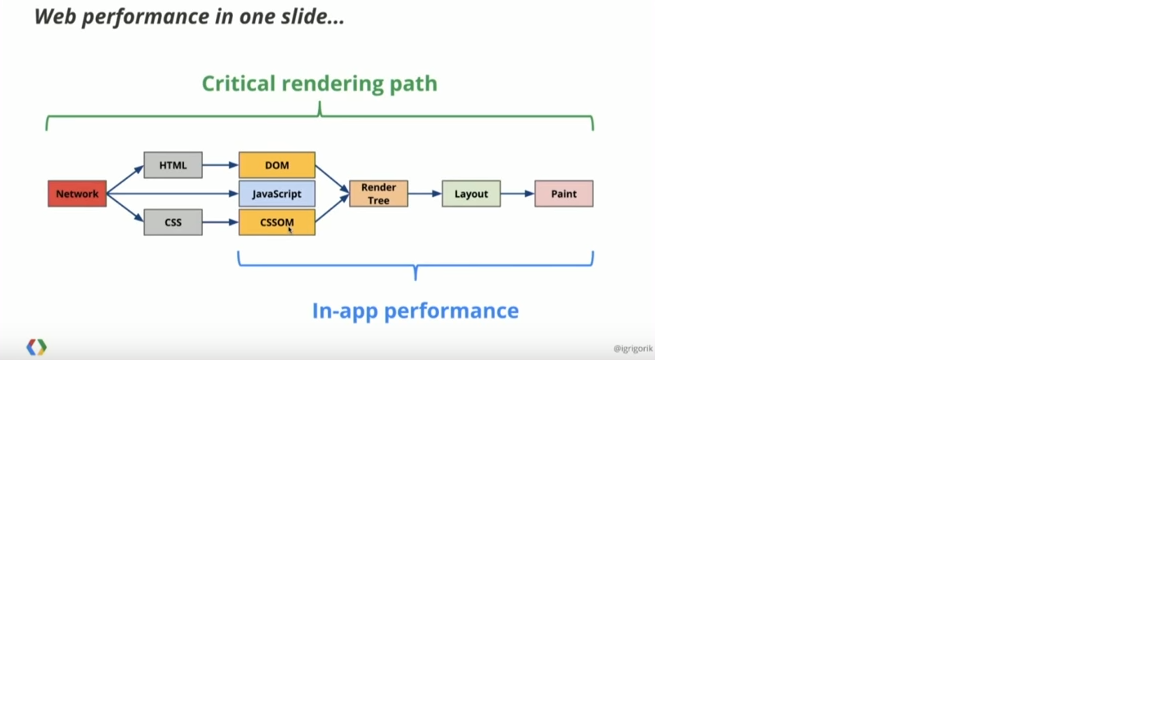 Web performance in one slide...
Critical rendering path
HTML
DOM
Network
JavaScript
Render
Tree
Layout
Paint
CSS
CSSOM
In-app performance
@igrigorik